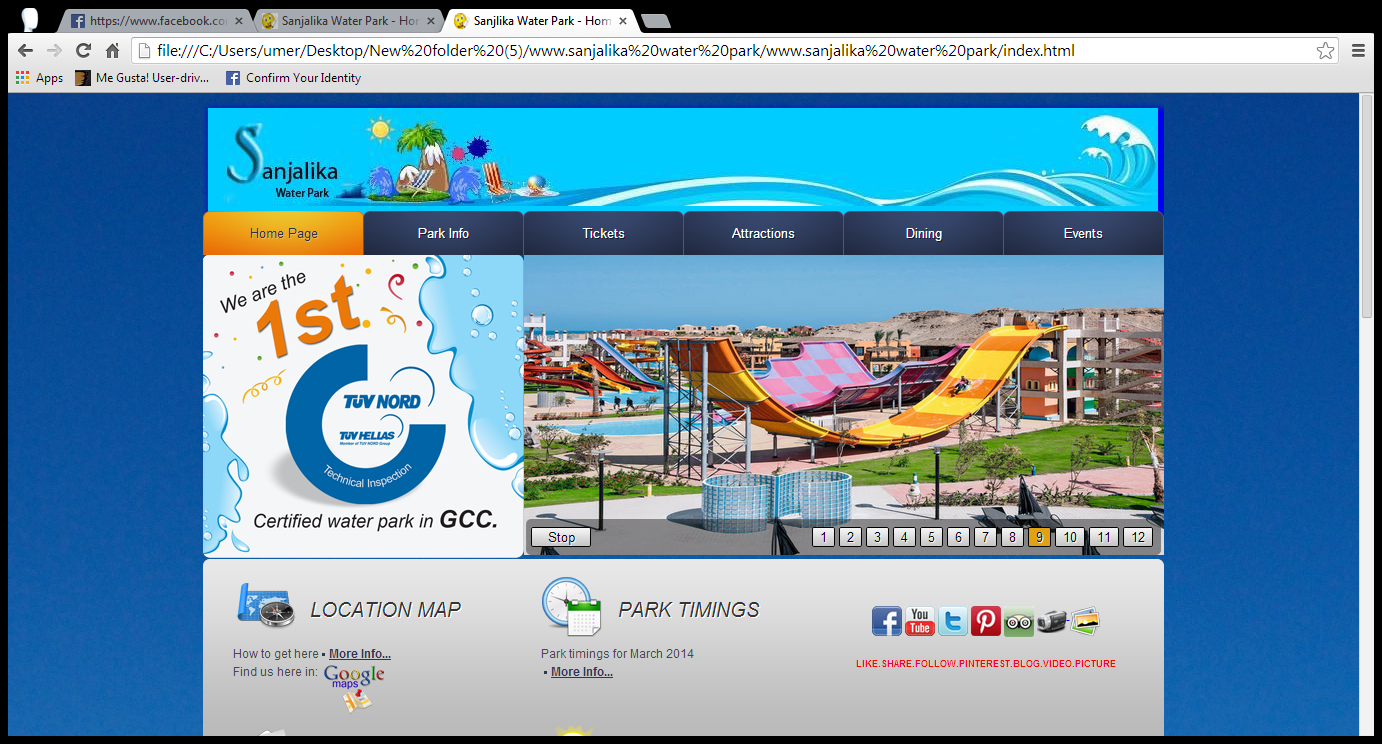 https://www.facebook.co
Sanjalika Water Park - Hor
Sanjlika Water Park - Hom
file:///C:/Users/umer/Desktop/New%20folder%20(5)/www.sanjalika%20water%20park/www.sanjalika%20water%20park/index.html
Apps
Me Gusta! User-driv...
Confirm Your Identity
Sanjalika
Water Park
Home Page
Park Info
Tickets
Attractions
Dining
Events
We are the
1st.
TÜV NORD
TÜV HELLAS
Member of TÜV NORD Group
Technical Inspection
Certified water park in GCC.
Stop
1 2 3 4 5 6 7 8 9 10 11 12
LOCATION MAP
How to get here ▪ More Info...
Find us here in: Google
maps
PARK TIMINGS
Park timings for March 2014
▪ More Info...
You
Tube
LIKE.SHARE.FOLLOW.PINTEREST.BLOG.VIDEO.PICTURE